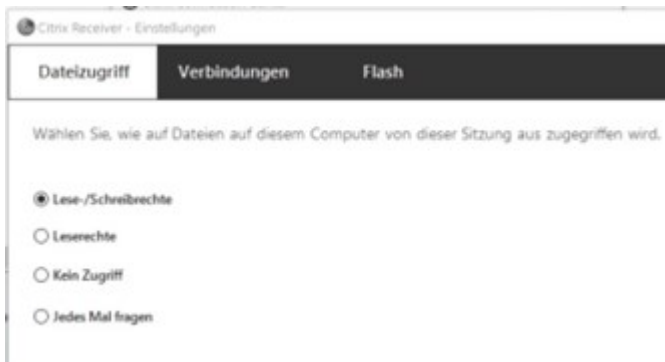 Citrix Receiver - Einstellungen
Dateizugriff Verbindungen Flash
Wählen Sie, wie auf Dateien auf diesem Computer von dieser Sitzung aus zugegriffen wird.
Lese-/Schreibrechte
Leserechte
Kein Zugriff
Jedes Mal fragen